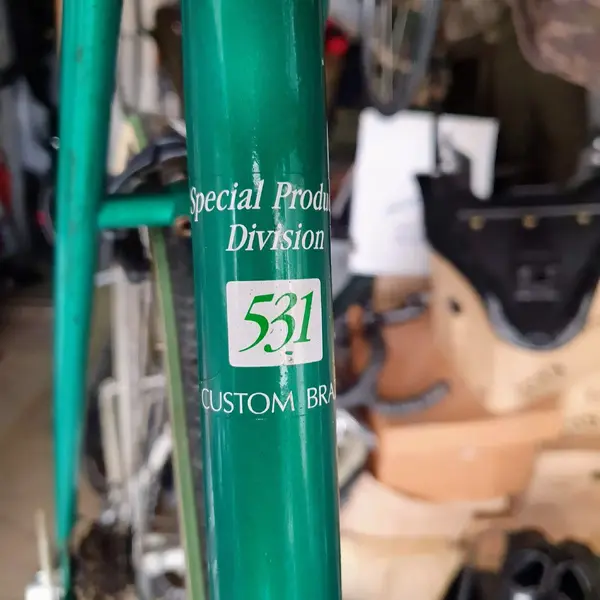 Special Produ
Division
531
CUSTOM BRA